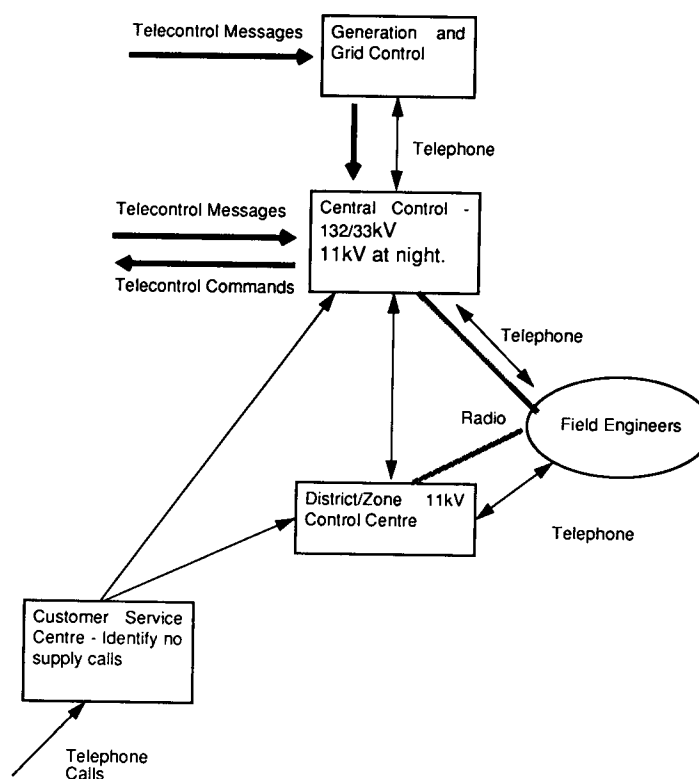 Telecontrol Messages
Generation and
Grid Control
Telephone
Telecontrol Messages
Central Control -
132/33kV
11kV at night.
Telecontrol Commands
Telephone
Radio
Field Engineers
District/Zone 11kV
Control Centre
Telephone
Customer Service
Centre - Identify no
supply calls
Telephone
Calls